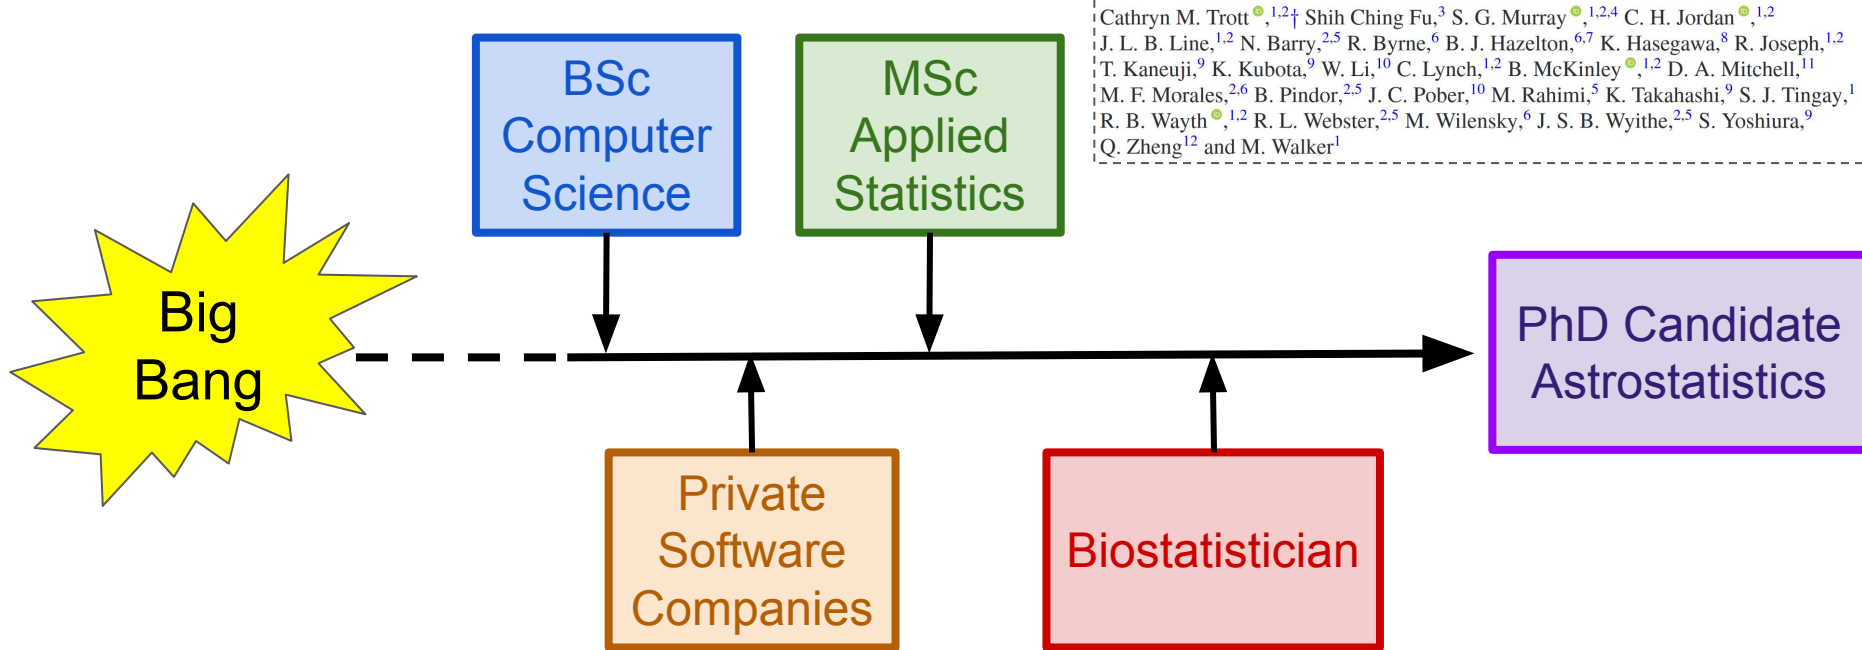 Cathryn M. Trott ,1,2† Shih Ching Fu,3 S. G. Murray ,1,2,4 C. H. Jordan ,1,2
J. L. B. Line,1,2 N. Barry,2,5 R. Byrne,6 B. J. Hazelton,6,7 K. Hasegawa,8 R. Joseph,1,2
T. Kaneuji,9 K. Kubota,9 W. Li,10 C. Lynch,1,2 B. McKinley ,1,2 D. A. Mitchell,11
M. F. Morales,2,6 B. Pindor,2,5 J. C. Pober,10 M. Rahimi,5 K. Takahashi,9 S. J. Tingay,1
R. B. Wayth ,1,2 R. L. Webster,2,5 M. Wilensky,6 J. S. B. Wyithe,2,5 S. Yoshiura,9
Q. Zheng12 and M. Walker1
BSc
Computer
Science
MSc
Applied
Statistics
Big
Bang
PhD Candidate
Astrostatistics
Private
Software
Companies
Biostatistician